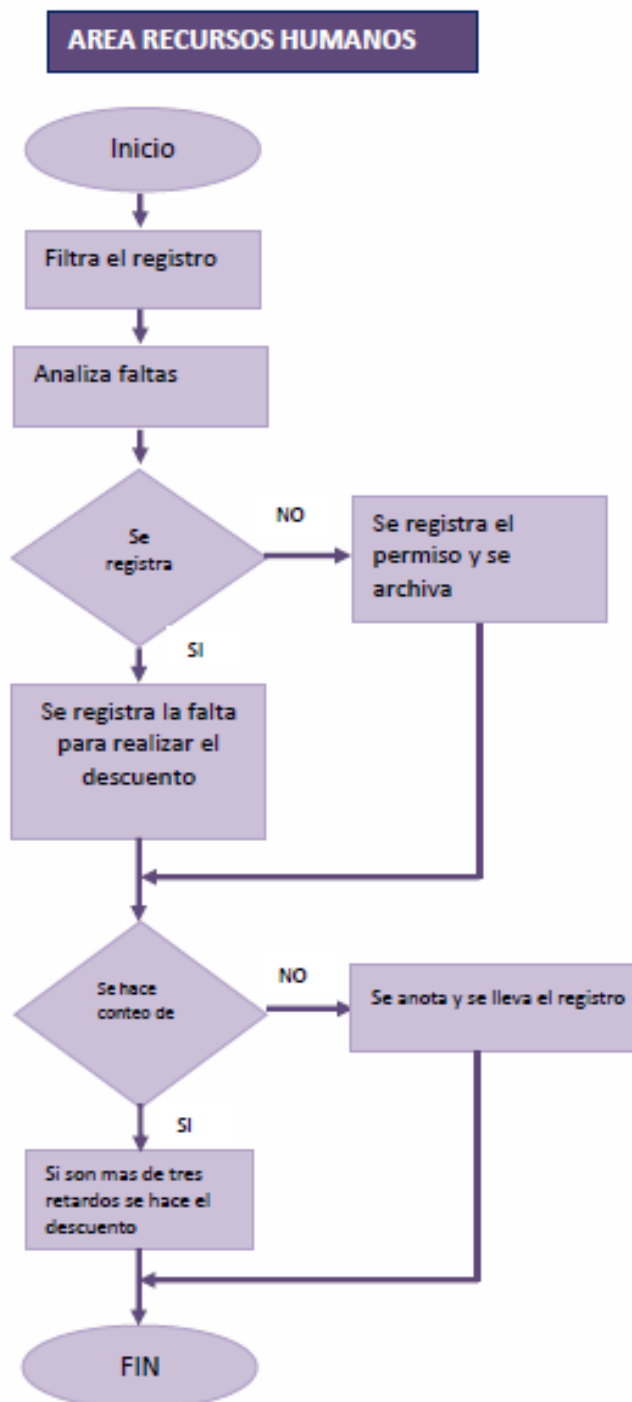 AREA RECURSOS HUMANOS
Inicio
Filtra el registro
Analiza faltas
Se
registra
NO
Se registra el
permiso y se
archiva
SI
Se registra la falta
para realizar el
descuento
Se hace
conteo de
NO
Se anota y se lleva el registro
SI
Si son mas de tres
retardos se hace el
descuento
FIN